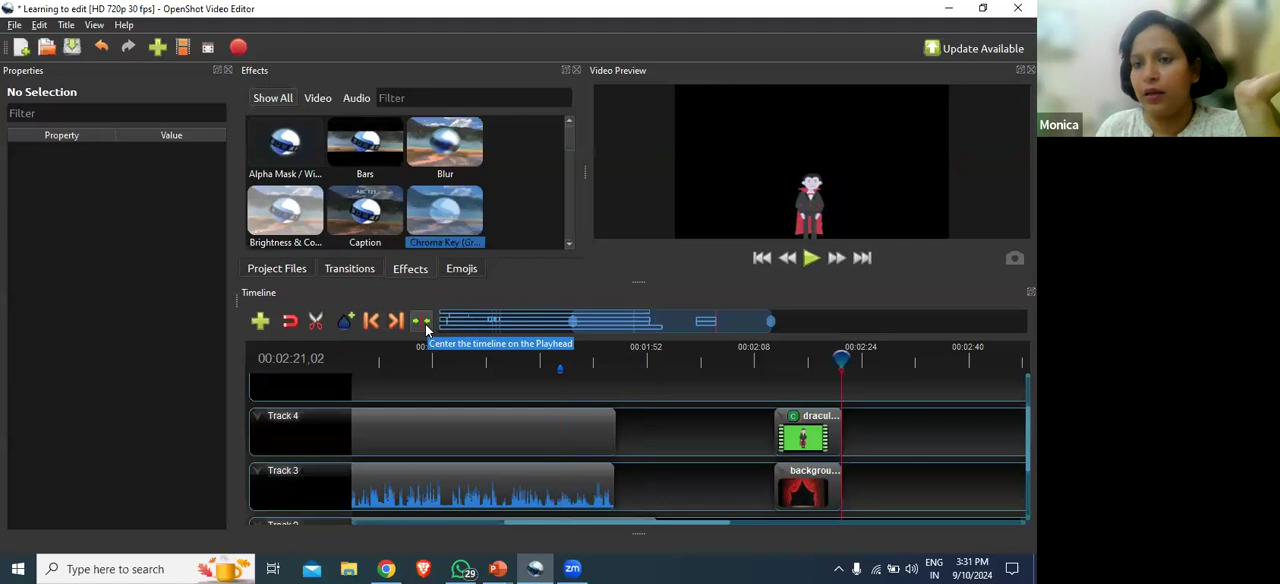 * Learning to edit [HD 720p 30 fps] - OpenShot Video Editor
File Edit Title View Help
Update Available
Properties
Effects
Video Preview
No Selection
Show All Video Audio Filter
Filter
Property Value
Monica
Alpha Mask / Wi... Bars Blur
ABC 123
Brightness & Co... Caption Chroma Key (Gr...
Project Files Transitions Effects Emojis
Timeline
Center the timeline on the Playhead
00:02:21,02
00:01:52 00:02:08 00:02:24 00:02:40
Track 4
C dracul...
Track 3
backgrou...
Type here to search
29
zm
ENG
IN
3:31 PM
9/10/2024